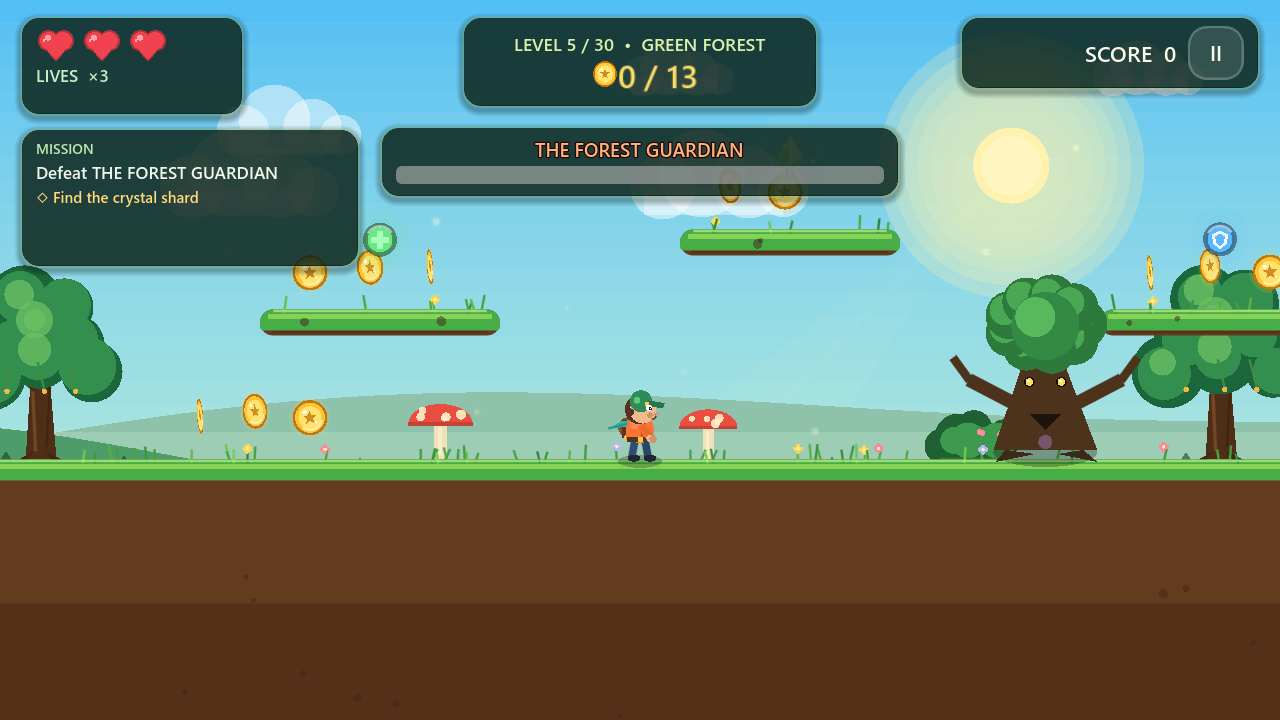 LIVES ×3
LEVEL 5 / 30 • GREEN FOREST
0 / 13
SCORE 0
MISSION
Defeat THE FOREST GUARDIAN
◇ Find the crystal shard
THE FOREST GUARDIAN